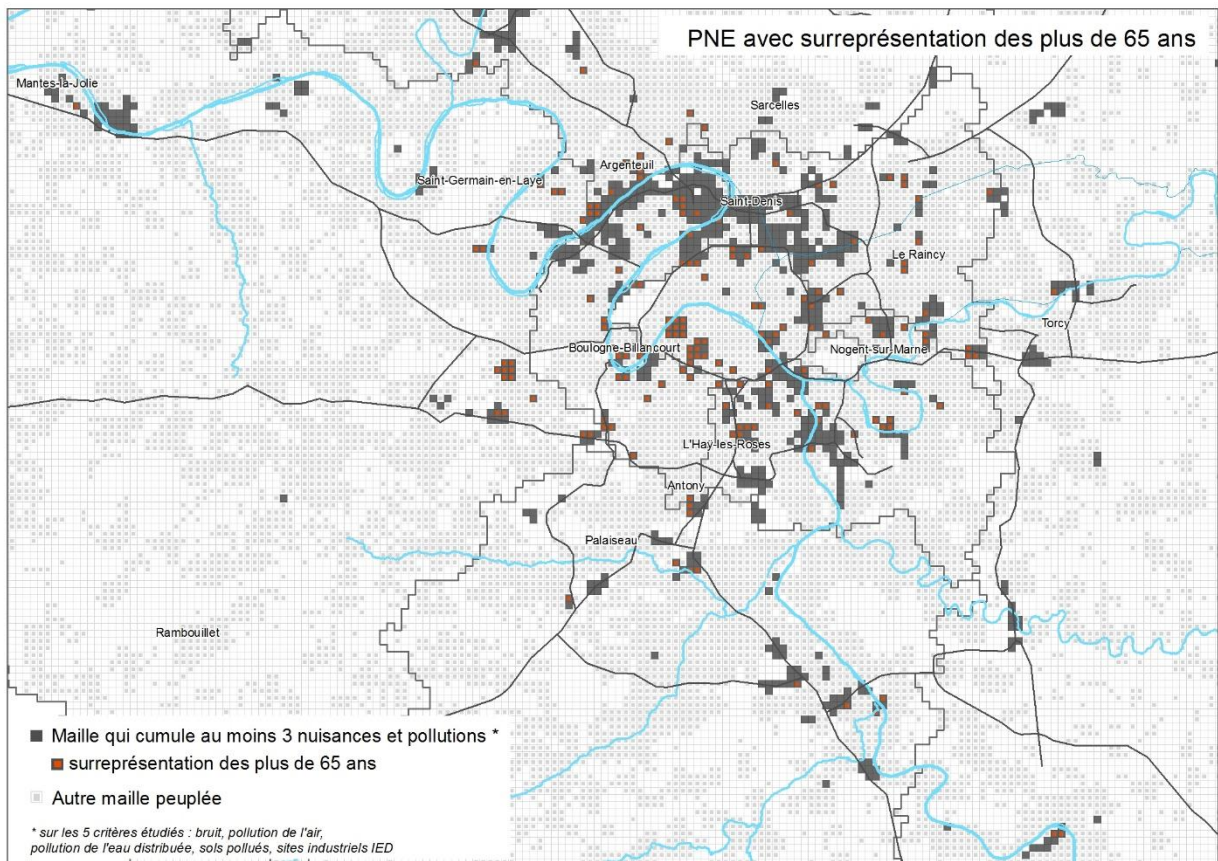 PNE avec surreprésentation des plus de 65 ans
Mantes-la-Jolie
Sarcelles
Argenteuil
Saint-Germain-en-Laye
Saint-Denis
Le Raincy
Torcy
Boulogne-Billancourt
Nogent-sur-Marne
L'Hay-les-Roses
Antony
Palaiseau
Rambouillet
Maille qui cumule au moins 3 nuisances et pollutions *
surreprésentation des plus de 65 ans
Autre maille peuplée
* sur les 5 critères étudiés : bruit, pollution de l'air,
pollution de l'eau distribuée, sols pollués, sites industriels IED